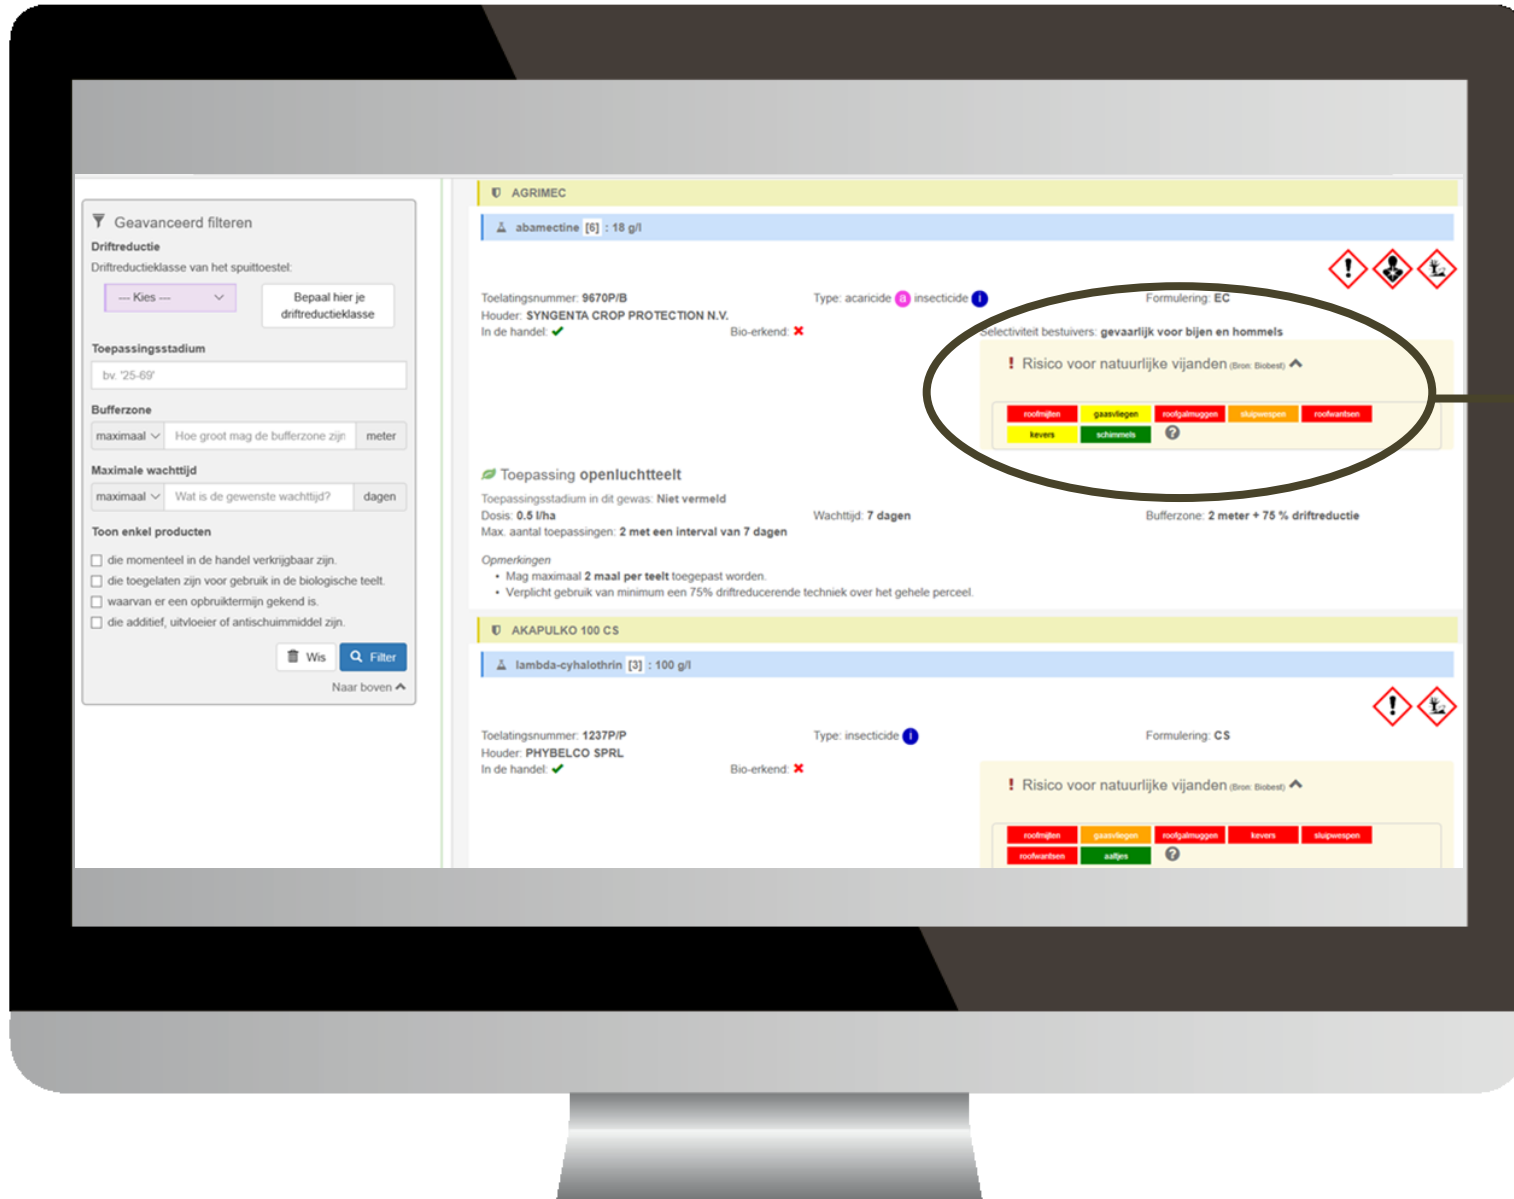 Geavanceerd filteren
Driftreductie
Driftreductieklasse van het spuittoestel:
--- Kies ---
Bepaal hier je
driftreductieklasse
Toepassingsstadium
bv. '25-69'
Bufferzone
maximaal
Hoe groot mag de bufferzone zijn
meter
Maximale wachttijd
maximaal
Wat is de gewenste wachttijd?
dagen
Toon enkel producten
die momenteel in de handel verkrijgbaar zijn.
die toegelaten zijn voor gebruik in de biologische teelt.
waarvan er een opbruiktermijn gekend is.
die additief, uitvloeier of antischuimmiddel zijn.
Wis
Filter
Naar boven
AGRIMEC
abamectine [6] : 18 g/l
Toelatingsnummer: 9670P/B
Type: acaricide a insecticide i
Formulering: EC
Houder: SYNGENTA CROP PROTECTION N.V.
In de handel:
Bio-erkend:
Selectiviteit bestuivers: gevaarlijk voor bijen en hommels
! Risico voor natuurlijke vijanden (Bron: Biobest)
roofmijten gaasvliegen roofgalmuggen sluipwespen roofwantsen
kevers schimmels ?
Toepassing openluchtteelt
Toepassingsstadium in dit gewas: Niet vermeld
Dosis: 0.5 l/ha
Wachttijd: 7 dagen
Bufferzone: 2 meter + 75 % driftreductie
Max. aantal toepassingen: 2 met een interval van 7 dagen
Opmerkingen
• Mag maximaal 2 maal per teelt toegepast worden.
• Verplicht gebruik van minimum een 75% driftreducerende techniek over het gehele perceel.
AKAPULKO 100 CS
lambda-cyhalothrin [3] : 100 g/l
Toelatingsnummer: 1237P/P
Type: insecticide i
Formulering: CS
Houder: PHYBELCO SPRL
In de handel:
Bio-erkend:
! Risico voor natuurlijke vijanden (Bron: Biobest)
roofmijten gaasvliegen roofgalmuggen kevers sluipwespen
roofwantsen aaltjes ?